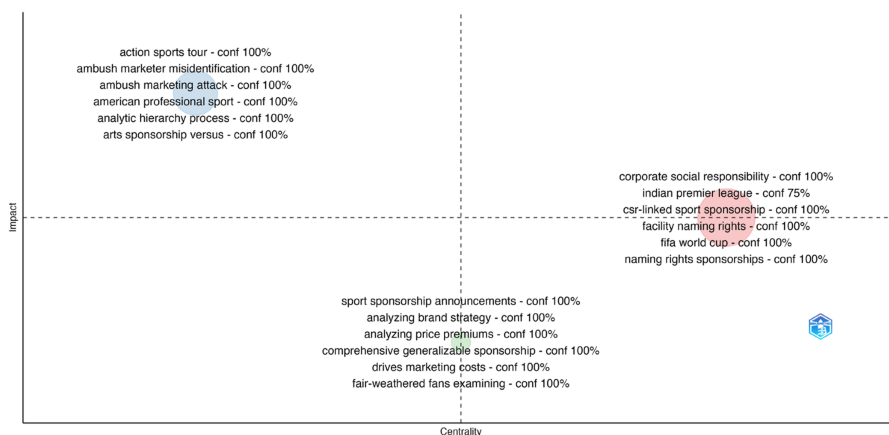 action sports tour - conf 100%
ambush marketer misidentification - conf 100%
ambush marketing attack - conf 100%
american professional sport - conf 100%
analytic hierarchy process - conf 100%
arts sponsorship versus - conf 100%
corporate social responsibility - conf 100%
indian premier league - conf 75%
csr-linked sport sponsorship - conf 100%
facility naming rights - conf 100%
fifa world cup - conf 100%
naming rights sponsorships - conf 100%
Impact
sport sponsorship announcements - conf 100%
analyzing brand strategy - conf 100%
analyzing price premiums - conf 100%
comprehensive generalizable sponsorship - conf 100%
drives marketing costs - conf 100%
fair-weathered fans examining - conf 100%
Centrality